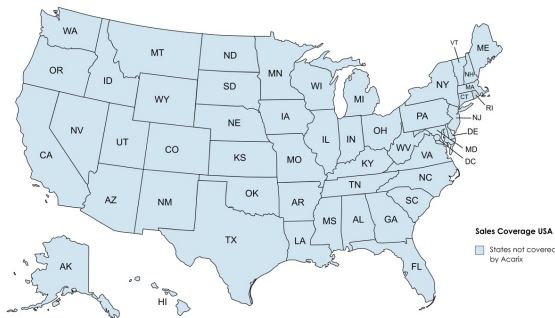 WA
MT
ND
MN
VT
ME
OR
ID
SD
WI
MI
NY
NH
MA
CT
RI
WY
NE
IA
PA
NJ
NV
UT
CO
KS
MO
IL
IN
OH
WV
VA
DE
MD
DC
CA
KY
NC
AZ
NM
OK
AR
TN
SC
MS
AL
GA
TX
LA
FL
AK
HI
Sales Coverage USA
States not covered
by Acarix